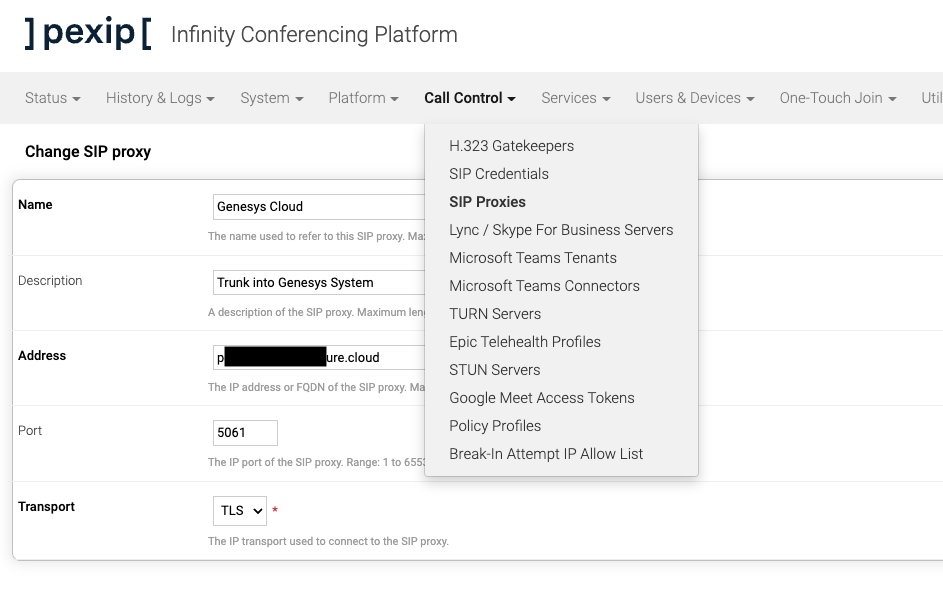 ]pexip[ Infinity Conferencing Platform
Status History & Logs System Platform Call Control Services Users & Devices One-Touch Join Util
Change SIP proxy
H.323 Gatekeepers
SIP Credentials
SIP Proxies
Lync / Skype For Business Servers
Microsoft Teams Tenants
Microsoft Teams Connectors
TURN Servers
Epic Telehealth Profiles
STUN Servers
Google Meet Access Tokens
Policy Profiles
Break-In Attempt IP Allow List
Name Genesys Cloud
The name used to refer to this SIP proxy. Ma
Description Trunk into Genesys System
A description of the SIP proxy. Maximum len
Address p ure.cloud
The IP address or FQDN of the SIP proxy. Ma
Port 5061
The IP port of the SIP proxy. Range: 1 to 6553
Transport TLS *
The IP transport used to connect to the SIP proxy.